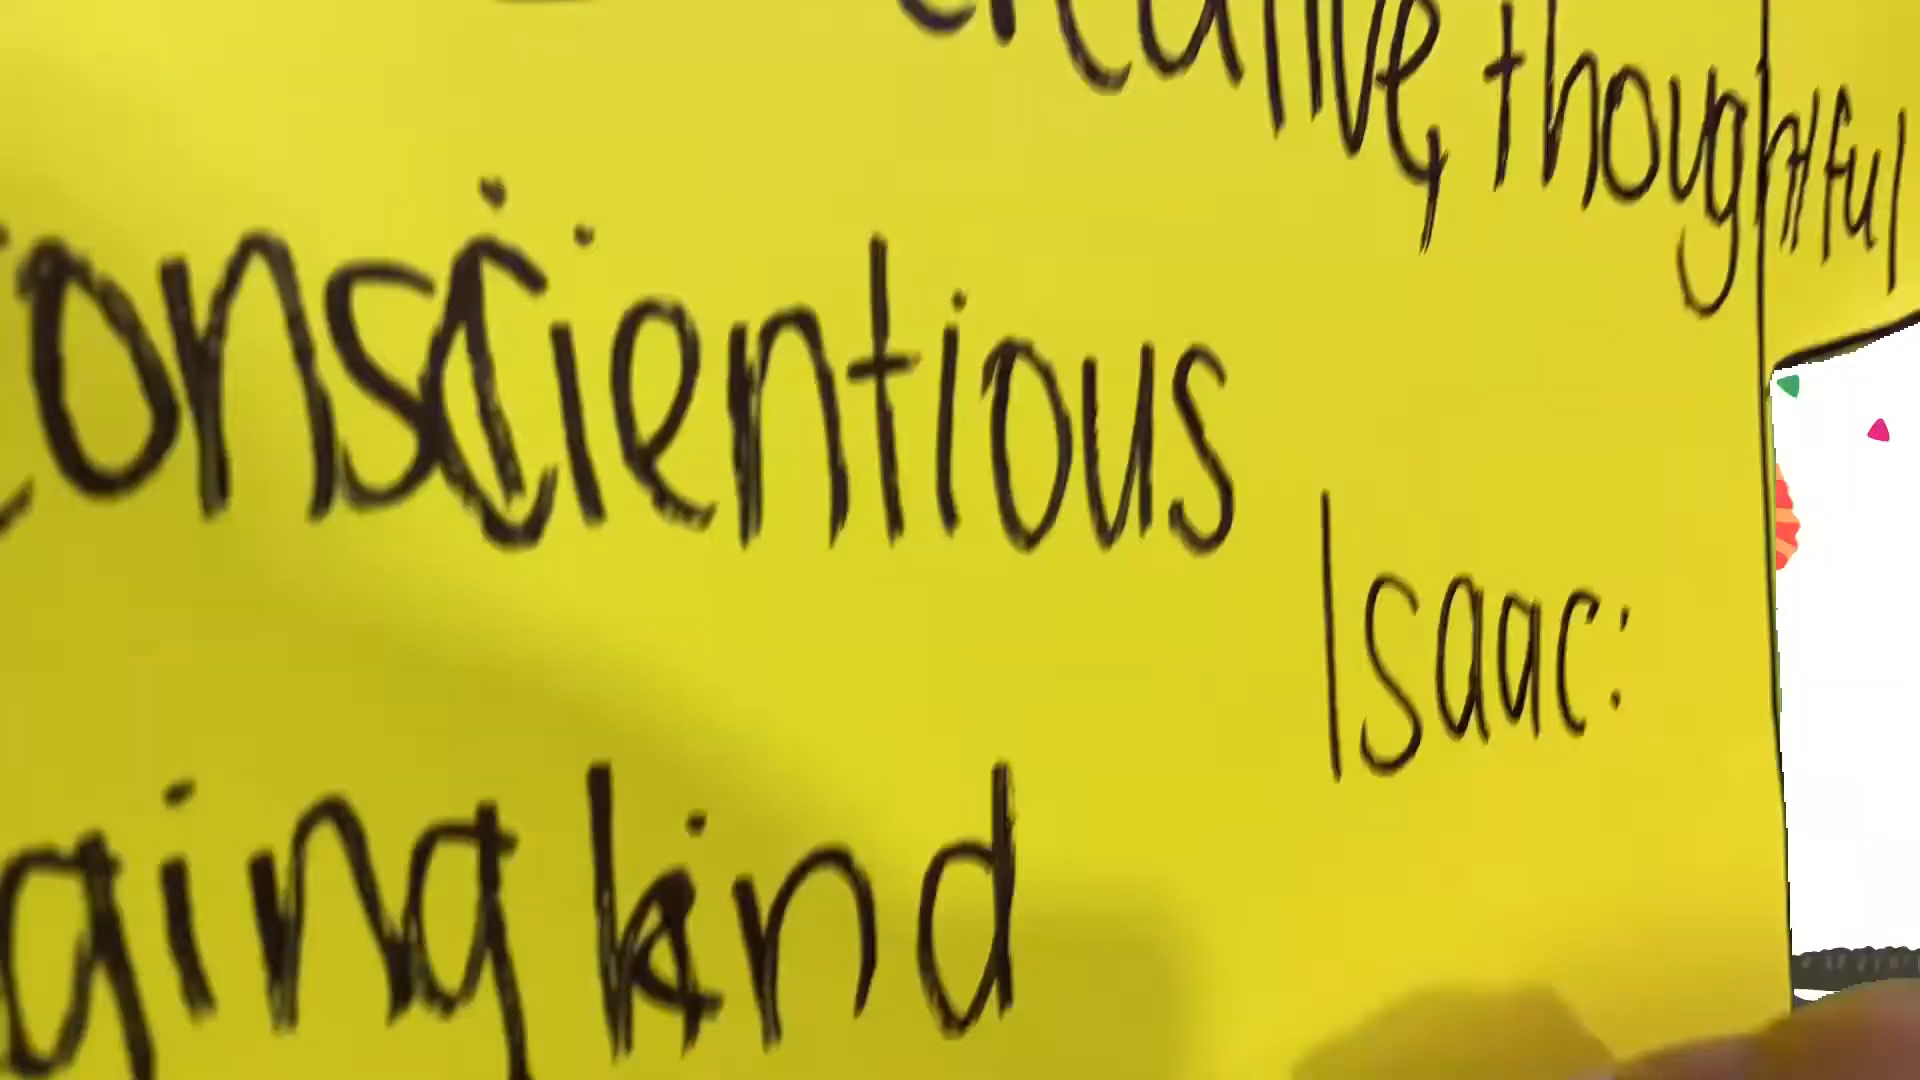 creative, thoughtful
conscientious
Isaac:
kind